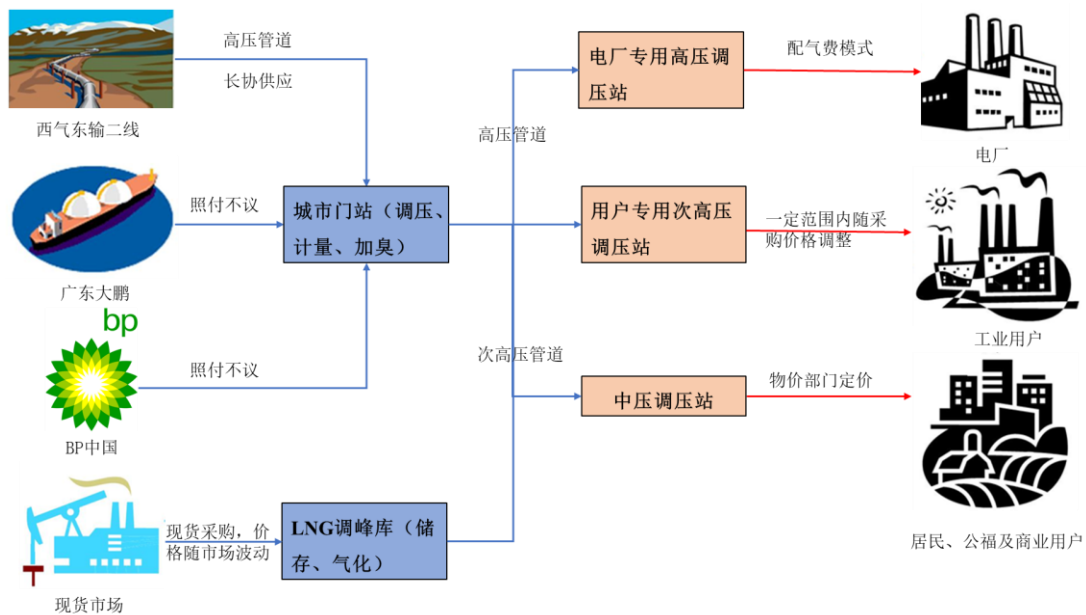 高压管道
长协供应
西气东输二线
照付不议
广东大鹏
bp
照付不议
BP中国
现货采购，价
格随市场波动
现货市场
城市门站（调压、
计量、加臭）
LNG调峰库（储
存、气化）
高压管道
次高压管道
电厂专用高压调
压站
用户专用次高压
调压站
中压调压站
配气费模式
电厂
一定范围内随采
购价格调整
工业用户
物价部门定价
居民、公福及商业用户